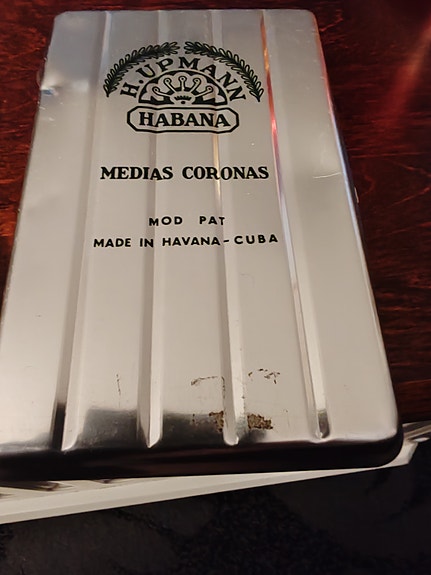 H. UPMANN
HABANA
MEDIAS CORONAS
MOD PAT
MADE IN HAVANA-CUBA